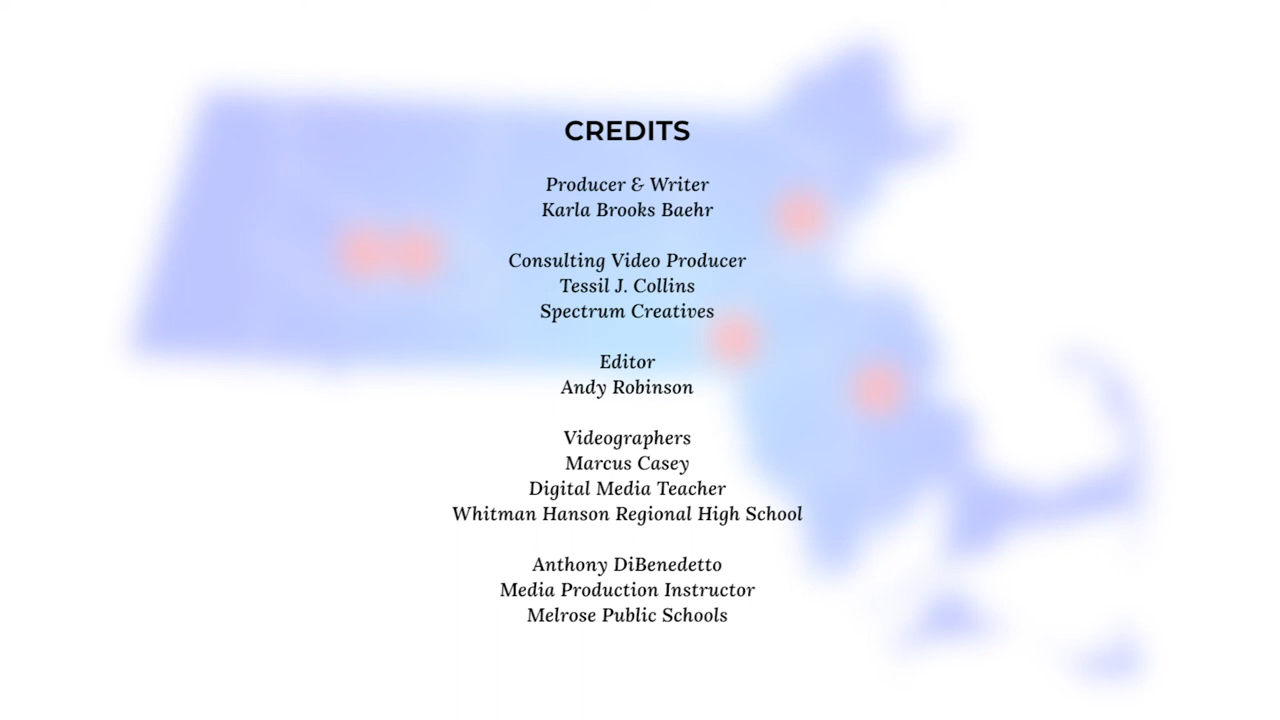 CREDITS
Producer & Writer
Karla Brooks Baehr
Consulting Video Producer
Tessil J. Collins
Spectrum Creatives
Editor
Andy Robinson
Videographers
Marcus Casey
Digital Media Teacher
Whitman Hanson Regional High School
Anthony DiBenedetto
Media Production Instructor
Melrose Public Schools